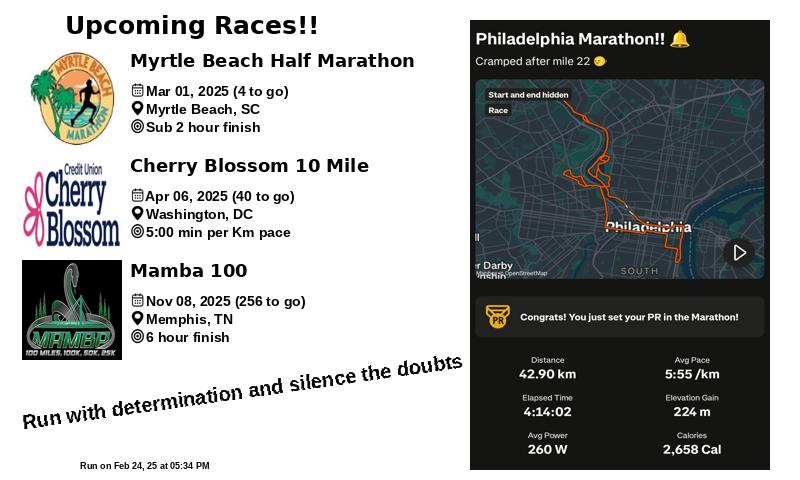 Upcoming Races!!
MYRTLE BEACH
MARATHON
Myrtle Beach Half Marathon
Mar 01, 2025 (4 to go)
Myrtle Beach, SC
Sub 2 hour finish
Credit Union
Cherry
Blossom
Cherry Blossom 10 Mile
Apr 06, 2025 (40 to go)
Washington, DC
5:00 min per Km pace
MAMBA
100 MILES, 100K, 50K, 25K
Mamba 100
Nov 08, 2025 (256 to go)
Memphis, TN
6 hour finish
Run with determination and silence the doubts
Run on Feb 24, 25 at 05:34 PM
Philadelphia Marathon!! 🔔
Cramped after mile 22
Start and end hidden
Race
Philadelphia
ll
er Darby
wnship
OpenStreetMap
SOUTH
PR
Congrats! You just set your PR in the Marathon!
Distance
42.90 km
Avg Pace
5:55 /km
Elapsed Time
4:14:02
Elevation Gain
224 m
Avg Power
260 W
Calories
2,658 Cal